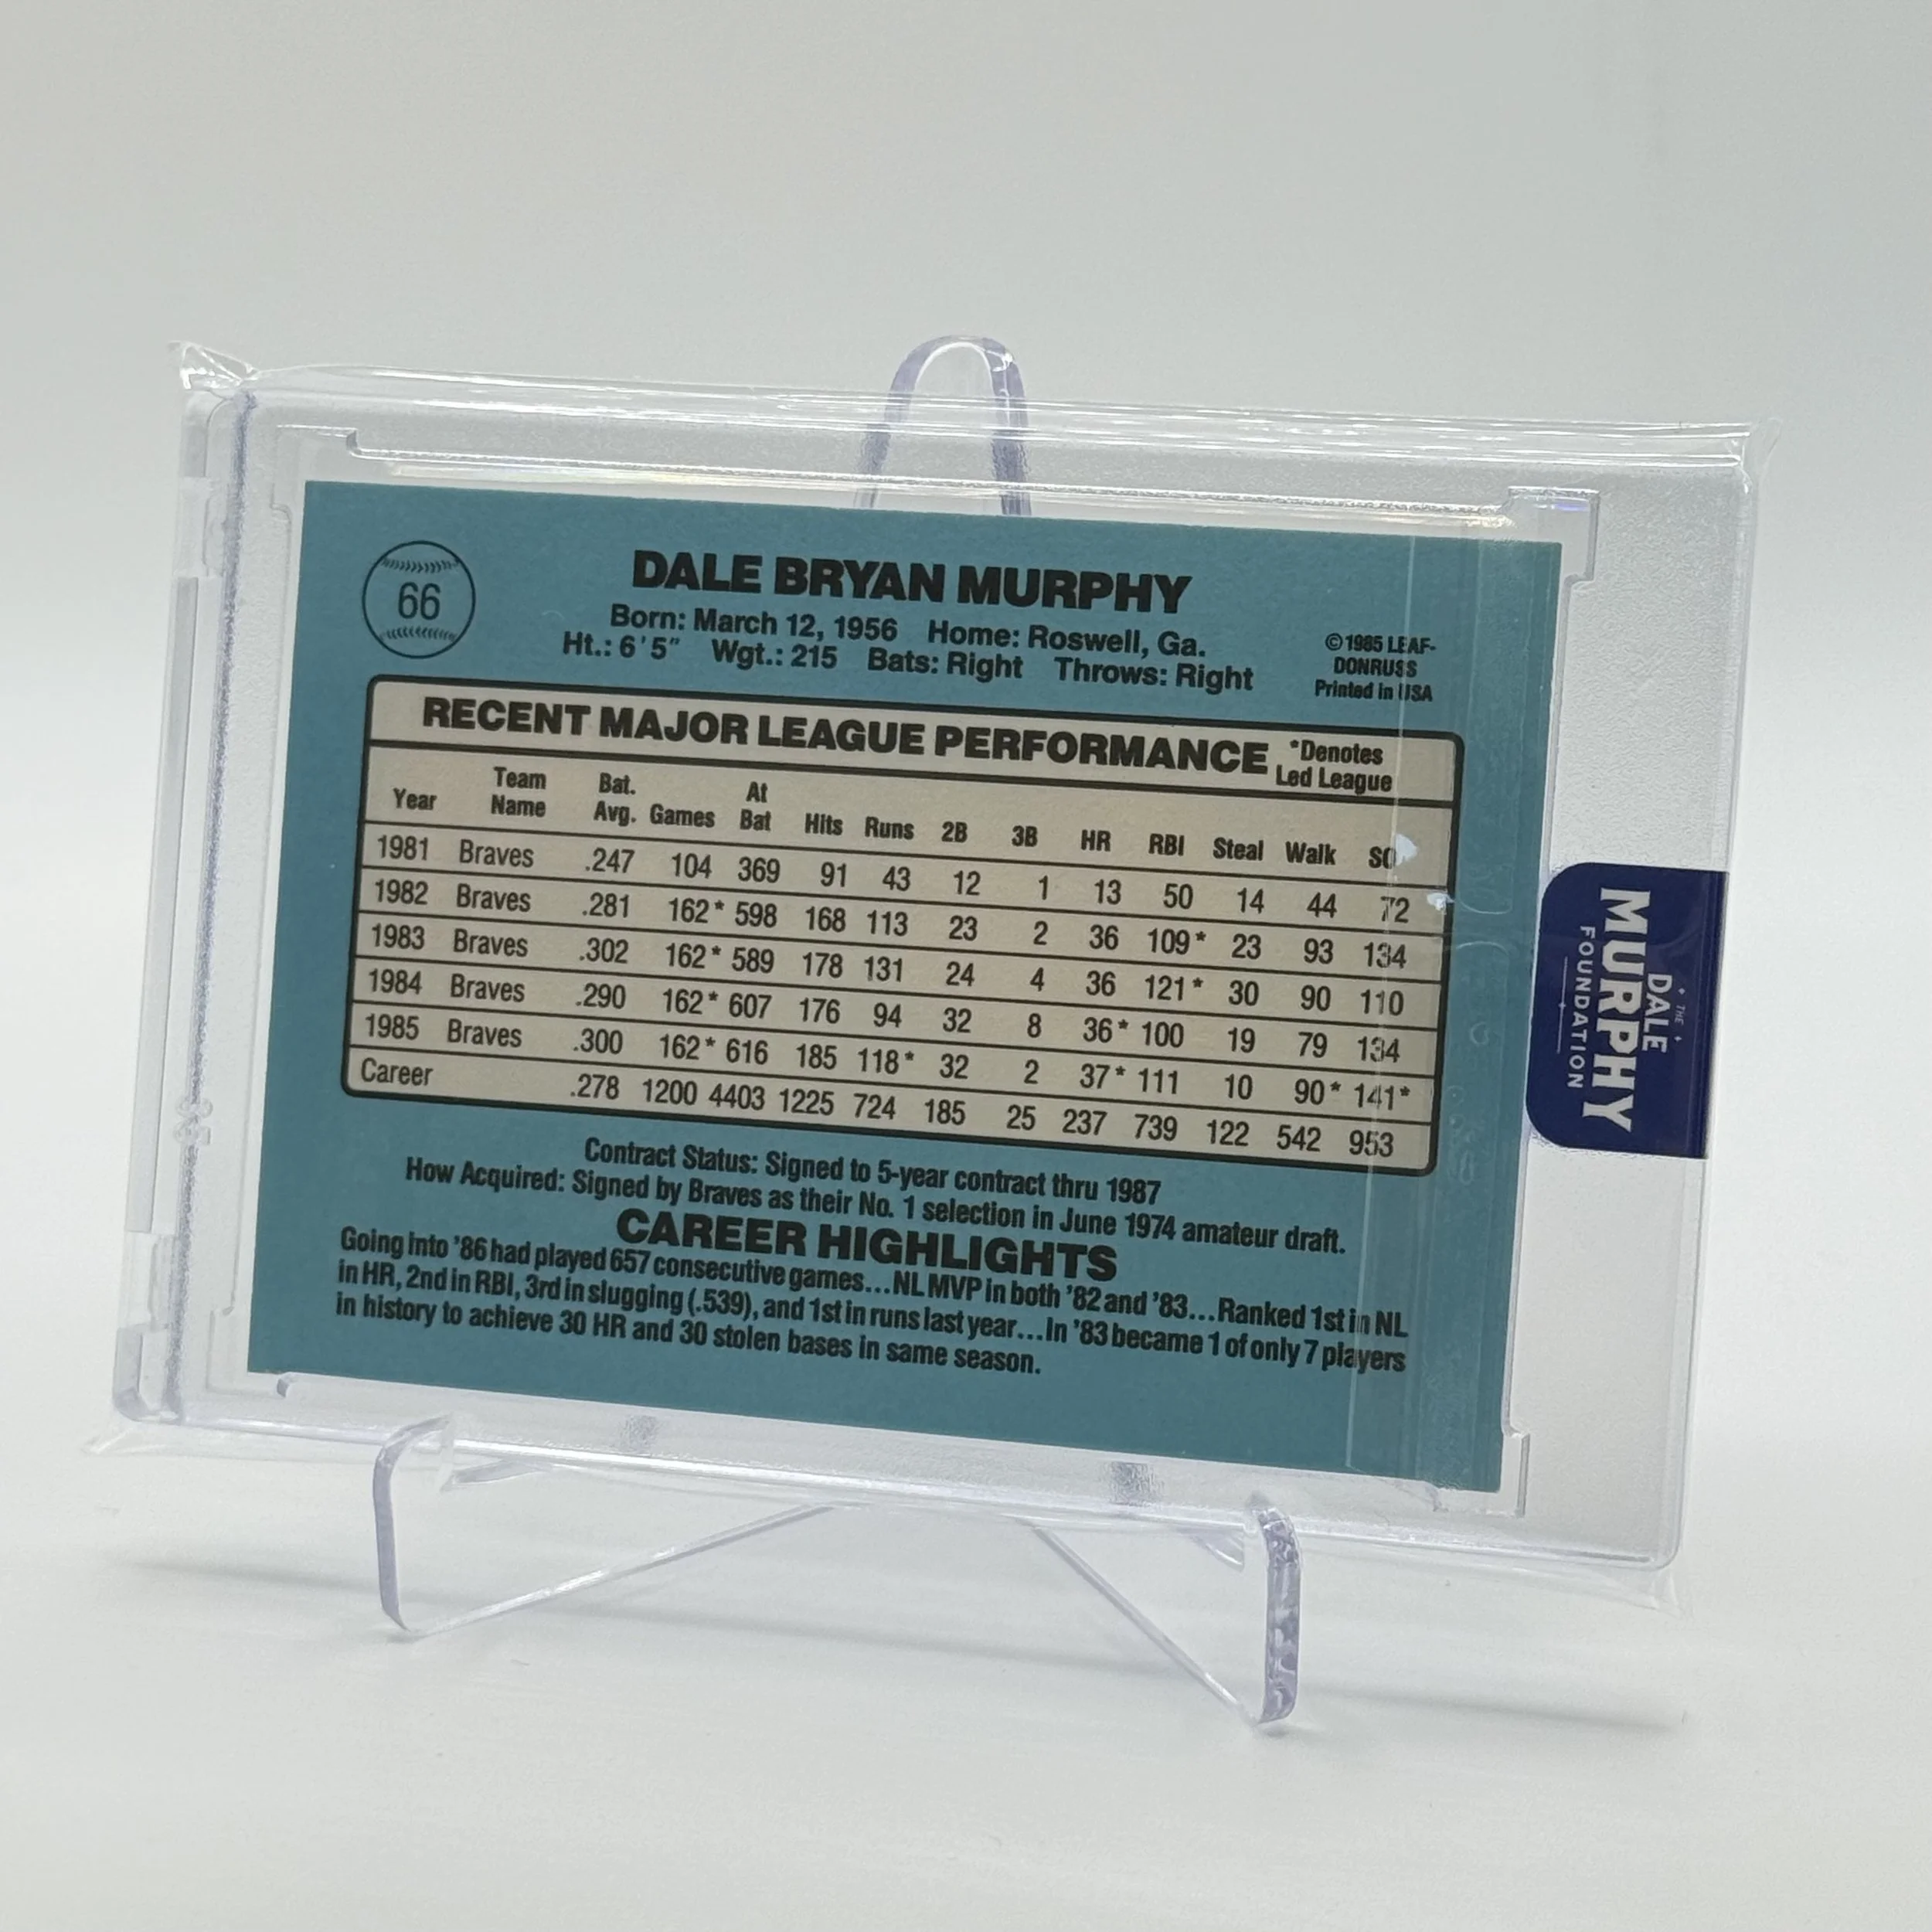 66
DALE BRYAN MURPHY
Born: March 12, 1956 Home: Roswell, Ga.
Ht.: 6'5" Wgt.: 215 Bats: Right Throws: Right
©1985 LEAF-
DONRUSS
Printed in USA
RECENT MAJOR LEAGUE PERFORMANCE
*Denotes
Led League
Year Team Name Bat. Avg. Games At Bat Hits Runs 2B 3B HR RBI Steal Walk SO
1981 Braves .247 104 369 91 43 12 1 13 50 14 44 72
1982 Braves .281 162* 598 168 113 23 2 36 109* 23 93 134
1983 Braves .302 162* 589 178 131 24 4 36 121* 30 90 110
1984 Braves .290 162* 607 176 94 32 8 36* 100 19 79 134
1985 Braves .300 162* 616 185 118* 32 2 37* 111 10 90* 141*
Career .278 1200 4403 1225 724 185 25 237 739 122 542 953
Contract Status: Signed to 5-year contract thru 1987
How Acquired: Signed by Braves as their No. 1 selection in June 1974 amateur draft.
CAREER HIGHLIGHTS
Going into '86 had played 657 consecutive games...NL MVP in both '82 and '83...Ranked 1st in NL
in HR, 2nd in RBI, 3rd in slugging (.539), and 1st in runs last year...In '83 became 1 of only 7 players
in history to achieve 30 HR and 30 stolen bases in same season.
THE
DALE
MURPHY
FOUNDATION